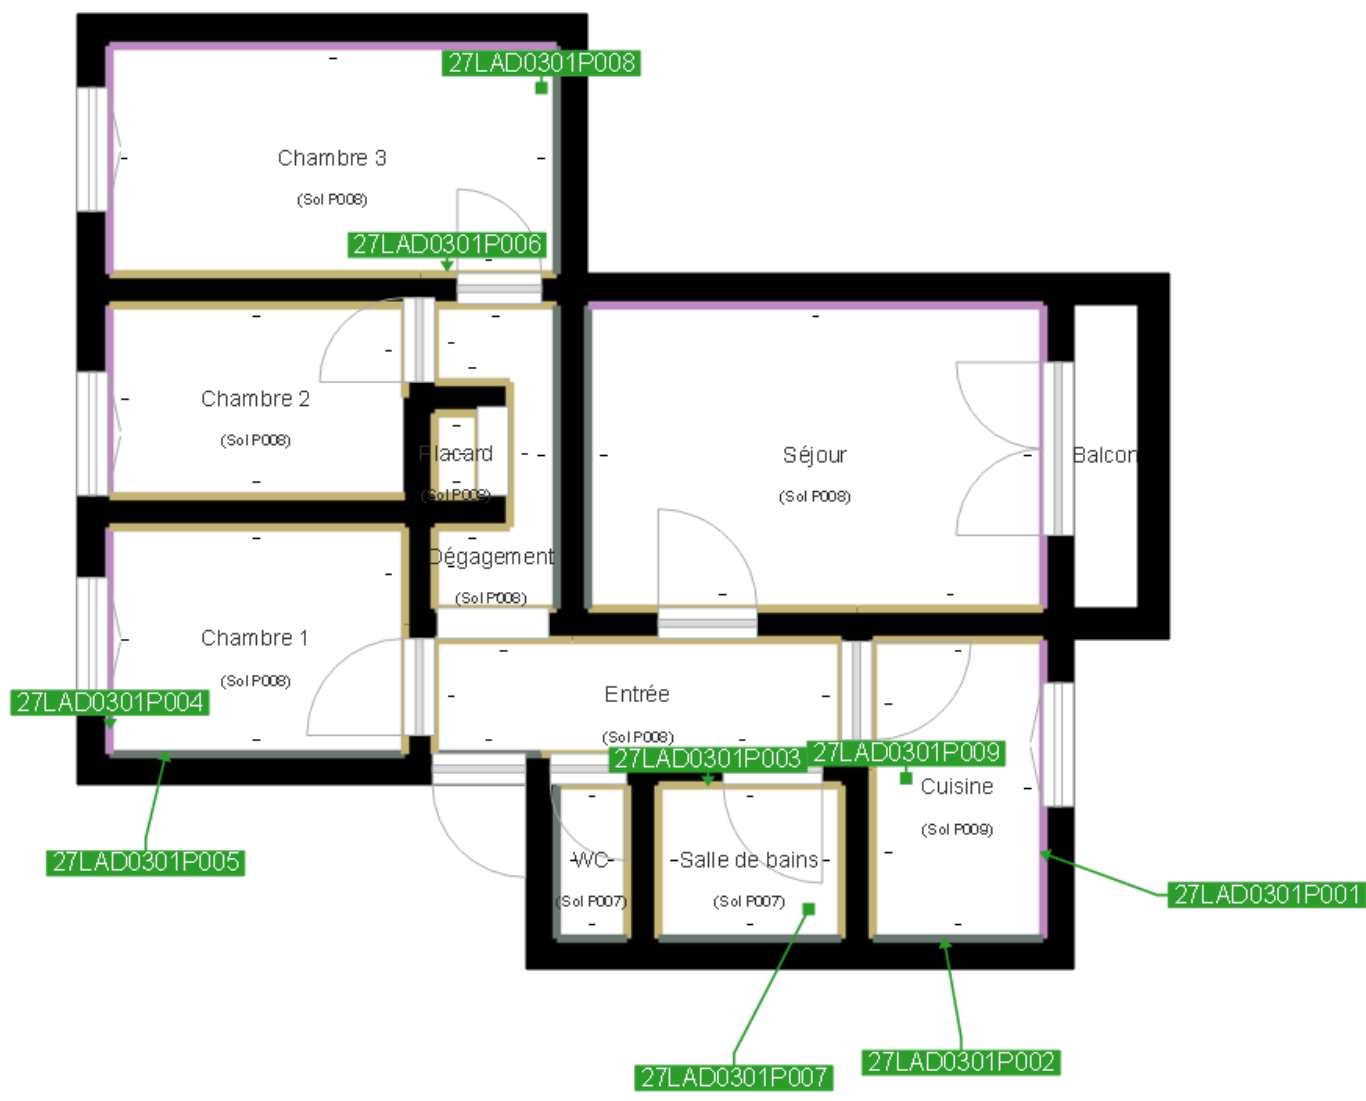 27LAD0301P008
Chambre 3
(Sol P008)
27LAD0301P006
Chambre 2
(Sol P008)
Placard
(Sol P008)
Séjour
(Sol P008)
Balcon
Dégagement
(Sol P008)
Chambre 1
(Sol P008)
27LAD0301P004
Entrée
(Sol P008)
27LAD0301P003
27LAD0301P009
Cuisine
(Sol P009)
27LAD0301P005
WC
(Sol P007)
Salle de bains
(Sol P007)
27LAD0301P001
27LAD0301P002
27LAD0301P007